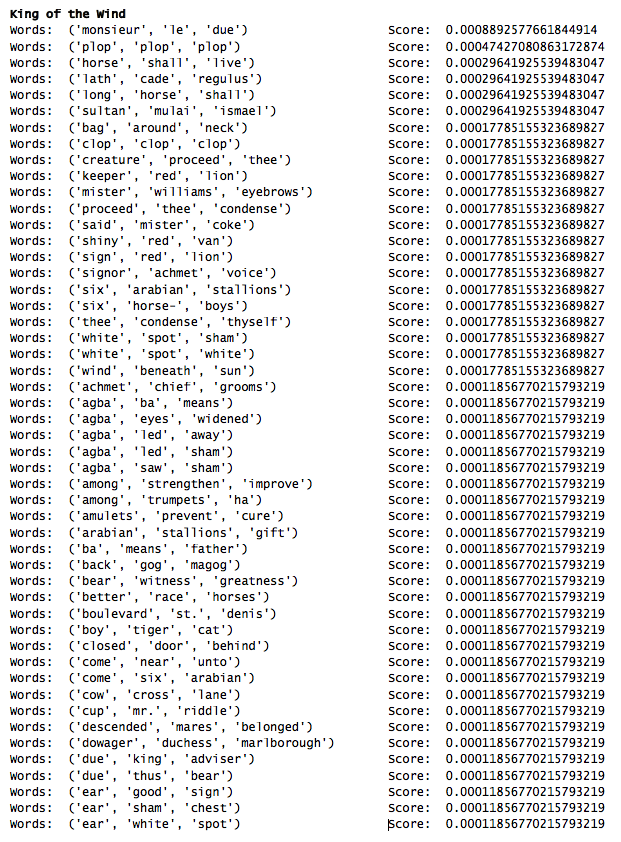 King of the Wind
Words:  ('monsieur', 'le', 'due')  Score:  0.0008892577661844914
Words:  ('plop', 'plop', 'plop')  Score:  0.00047427080863172874
Words:  ('horse', 'shall', 'live')  Score:  0.00029641925539483047
Words:  ('lath', 'cade', 'regulus')  Score:  0.00029641925539483047
Words:  ('long', 'horse', 'shall')  Score:  0.00029641925539483047
Words:  ('sultan', 'mulai', 'ismael')  Score:  0.00029641925539483047
Words:  ('bag', 'around', 'neck')  Score:  0.00017785155323689827
Words:  ('clop', 'clop', 'clop')  Score:  0.00017785155323689827
Words:  ('creature', 'proceed', 'thee')  Score:  0.00017785155323689827
Words:  ('keeper', 'red', 'lion')  Score:  0.00017785155323689827
Words:  ('mister', 'williams', 'eyebrows')  Score:  0.00017785155323689827
Words:  ('proceed', 'thee', 'condense')  Score:  0.00017785155323689827
Words:  ('said', 'mister', 'coke')  Score:  0.00017785155323689827
Words:  ('shiny', 'red', 'van')  Score:  0.00017785155323689827
Words:  ('sign', 'red', 'lion')  Score:  0.00017785155323689827
Words:  ('signor', 'achmet', 'voice')  Score:  0.00017785155323689827
Words:  ('six', 'arabian', 'stallions')  Score:  0.00017785155323689827
Words:  ('six', 'horse-', 'boys')  Score:  0.00017785155323689827
Words:  ('thee', 'condense', 'thyself')  Score:  0.00017785155323689827
Words:  ('white', 'spot', 'sham')  Score:  0.00017785155323689827
Words:  ('white', 'spot', 'white')  Score:  0.00017785155323689827
Words:  ('wind', 'beneath', 'sun')  Score:  0.00017785155323689827
Words:  ('achmet', 'chief', 'grooms')  Score:  0.00011856770215793219
Words:  ('agba', 'ba', 'means')  Score:  0.00011856770215793219
Words:  ('agba', 'eyes', 'widened')  Score:  0.00011856770215793219
Words:  ('agba', 'led', 'away')  Score:  0.00011856770215793219
Words:  ('agba', 'led', 'sham')  Score:  0.00011856770215793219
Words:  ('agba', 'saw', 'sham')  Score:  0.00011856770215793219
Words:  ('among', 'strengthen', 'improve')  Score:  0.00011856770215793219
Words:  ('among', 'trumpets', 'ha')  Score:  0.00011856770215793219
Words:  ('amulets', 'prevent', 'cure')  Score:  0.00011856770215793219
Words:  ('arabian', 'stallions', 'gift')  Score:  0.00011856770215793219
Words:  ('ba', 'means', 'father')  Score:  0.00011856770215793219
Words:  ('back', 'gog', 'magog')  Score:  0.00011856770215793219
Words:  ('bear', 'witness', 'greatness')  Score:  0.00011856770215793219
Words:  ('better', 'race', 'horses')  Score:  0.00011856770215793219
Words:  ('boulevard', 'st.', 'denis')  Score:  0.00011856770215793219
Words:  ('boy', 'tiger', 'cat')  Score:  0.00011856770215793219
Words:  ('closed', 'door', 'behind')  Score:  0.00011856770215793219
Words:  ('come', 'near', 'unto')  Score:  0.00011856770215793219
Words:  ('come', 'six', 'arabian')  Score:  0.00011856770215793219
Words:  ('cow', 'cross', 'lane')  Score:  0.00011856770215793219
Words:  ('cup', 'mr.', 'riddle')  Score:  0.00011856770215793219
Words:  ('descended', 'mares', 'belonged')  Score:  0.00011856770215793219
Words:  ('dowager', 'duchess', 'marlborough')  Score:  0.00011856770215793219
Words:  ('due', 'king', 'adviser')  Score:  0.00011856770215793219
Words:  ('due', 'thus', 'bear')  Score:  0.00011856770215793219
Words:  ('ear', 'good', 'sign')  Score:  0.00011856770215793219
Words:  ('ear', 'sham', 'chest')  Score:  0.00011856770215793219
Words:  ('ear', 'white', 'spot')  Score:  0.00011856770215793219